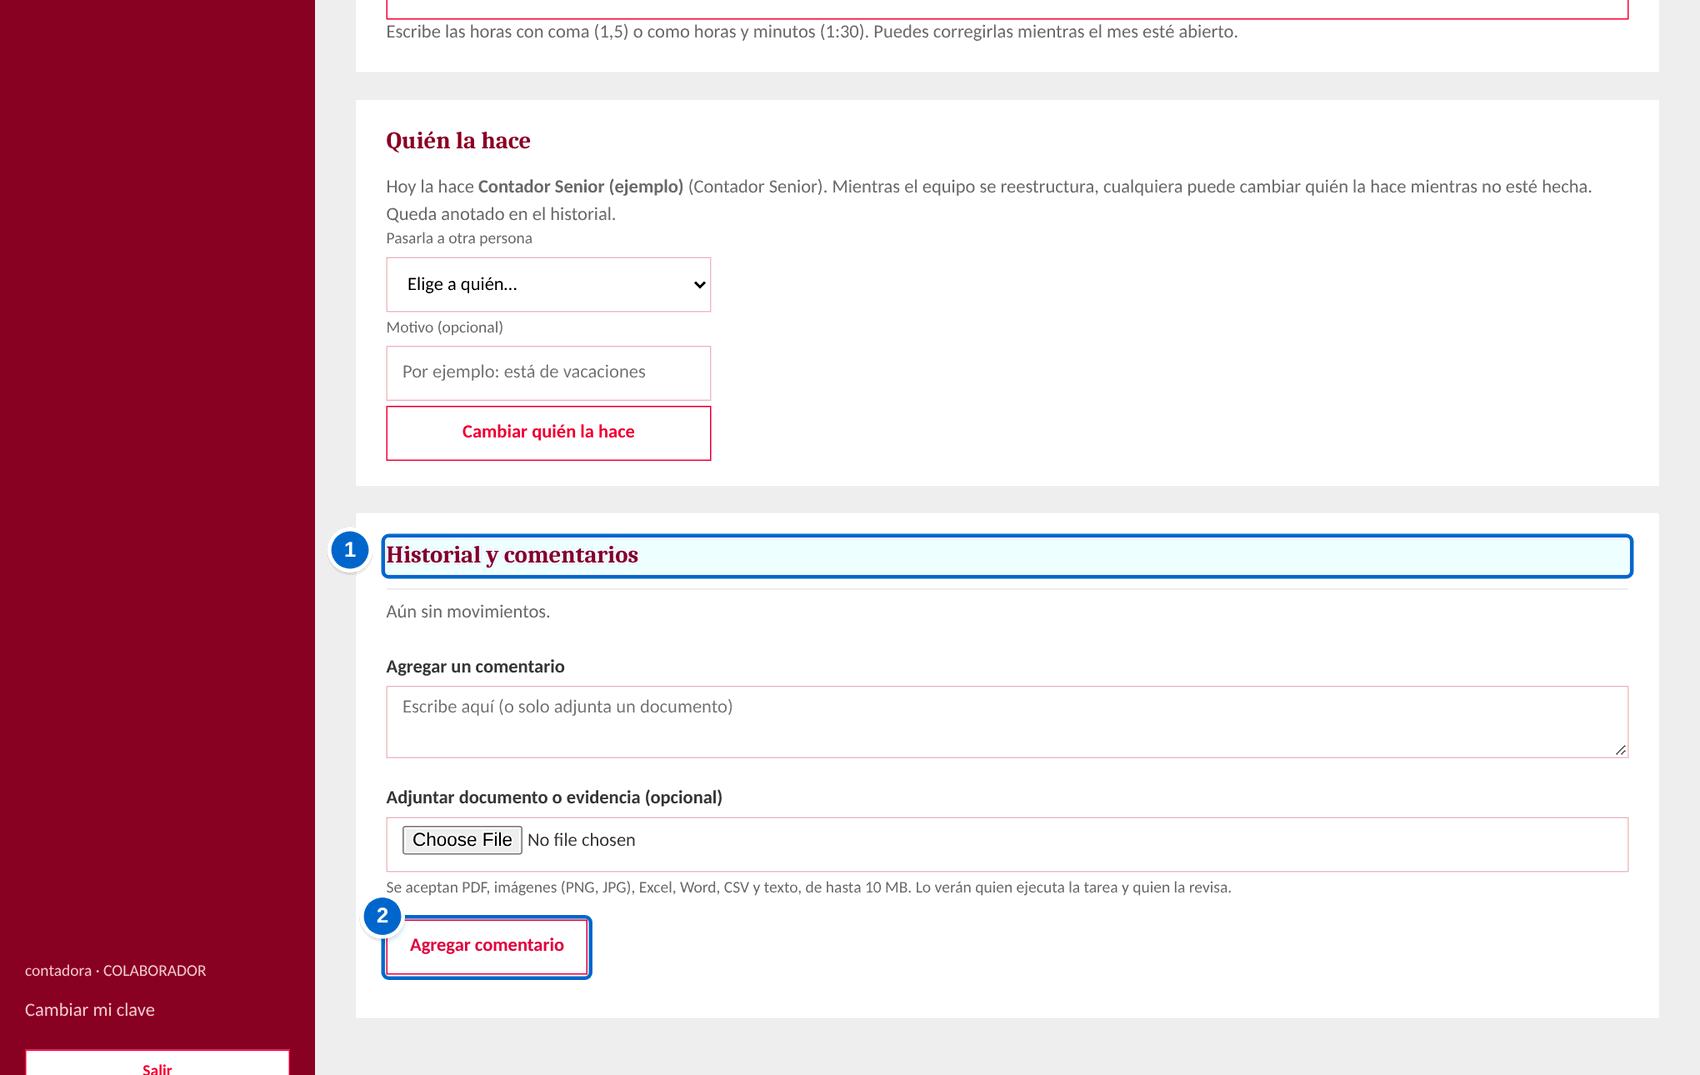 Escribe las horas con coma (1,5) o como horas y minutos (1:30). Puedes corregirlas mientras el mes esté abierto.
Quién la hace
Hoy la hace Contador Senior (ejemplo) (Contador Senior). Mientras el equipo se reestructura, cualquiera puede cambiar quién la hace mientras no esté hecha.
Queda anotado en el historial.
Pasarla a otra persona
Elige a quién...
Motivo (opcional)
Por ejemplo: está de vacaciones
Cambiar quién la hace
1
Historial y comentarios
Aún sin movimientos.
Agregar un comentario
Escribe aquí (o solo adjunta un documento)
Adjuntar documento o evidencia (opcional)
Choose File No file chosen
Se aceptan PDF, imágenes (PNG, JPG), Excel, Word, CSV y texto, de hasta 10 MB. Lo verán quien ejecuta la tarea y quien la revisa.
2
Agregar comentario
contadora · COLABORADOR
Cambiar mi clave
Salir